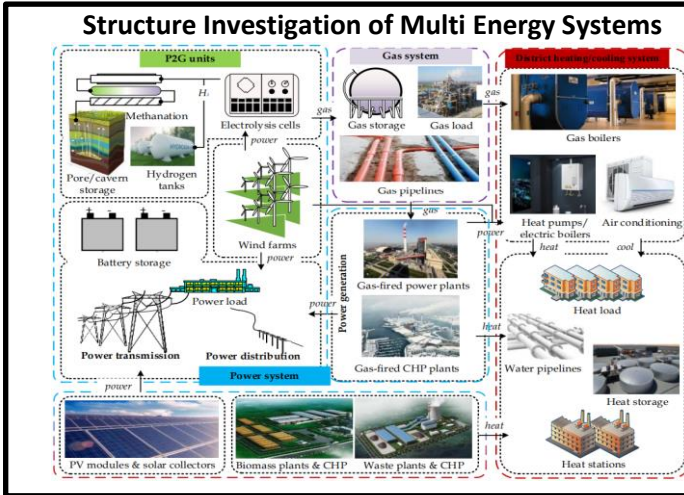 Structure Investigation of Multi Energy Systems
P2G units
H₂
Methanation
Electrolysis cells
Pore/cavern
storage
Hydrogen
tanks
power
gas
Gas system
Gas storage
Gas load
Gas pipelines
gas
District heating/cooling system
Gas boilers
Heat pumps/
electric boilers
Air conditioning
heat
cool
Wind farms
power
gas
power
Battery storage
Power load
Power transmission
Power distribution
Power system
power
Power generation
Gas-fired power plants
Gas-fired CHP plants
heat
Heat load
Water pipelines
Heat storage
Heat stations
power
PV modules & solar collectors
Biomass plants & CHP
Waste plants & CHP
heat